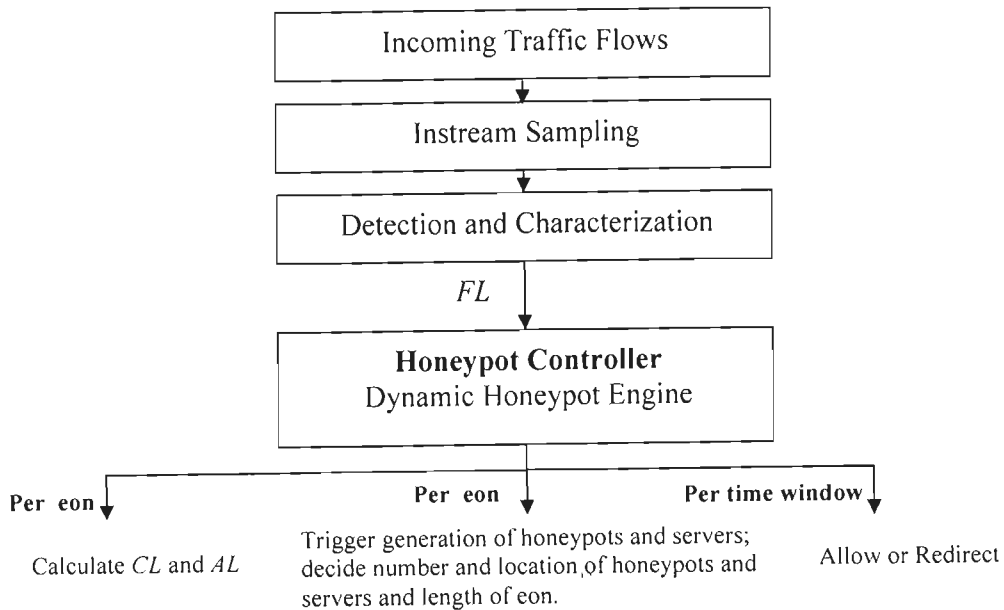 Incoming Traffic Flows
Instream Sampling
Detection and Characterization
FL
Honeypot Controller
Dynamic Honeypot Engine
Per eon
Per eon
Per time window
Calculate CL and AL
Trigger generation of honeypots and servers;
decide number and location of honeypots and
servers and length of eon.
Allow or Redirect